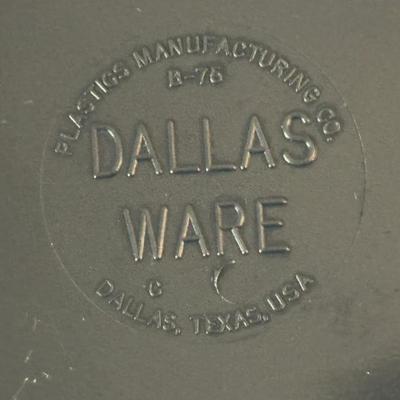 PLASTICS MANUFACTURING CO.
B-75
DALLAS
WARE
C
DALLAS, TEXAS, USA